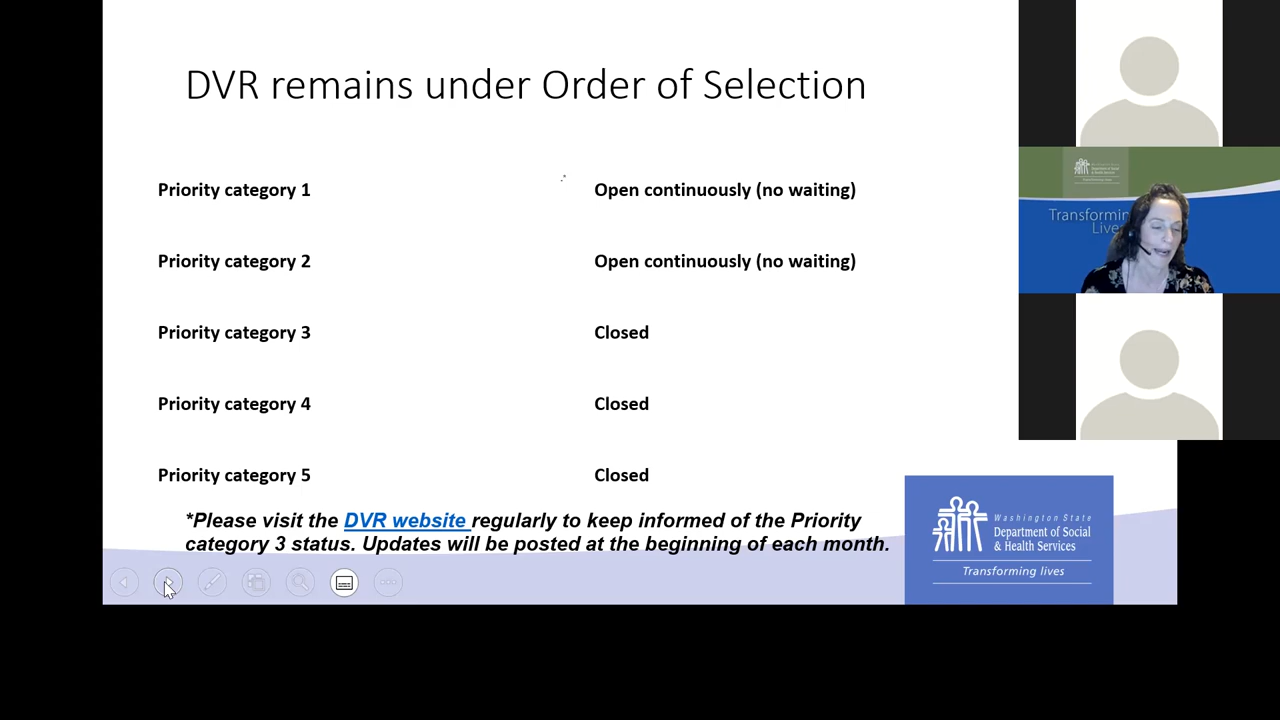 DVR remains under Order of Selection
Priority category 1 Open continuously (no waiting)
Priority category 2 Open continuously (no waiting)
Priority category 3 Closed
Priority category 4 Closed
Priority category 5 Closed
*Please visit the DVR website regularly to keep informed of the Priority
category 3 status. Updates will be posted at the beginning of each month.
Washington State
Department of Social
& Health Services
Transforming lives
Transformin
Live